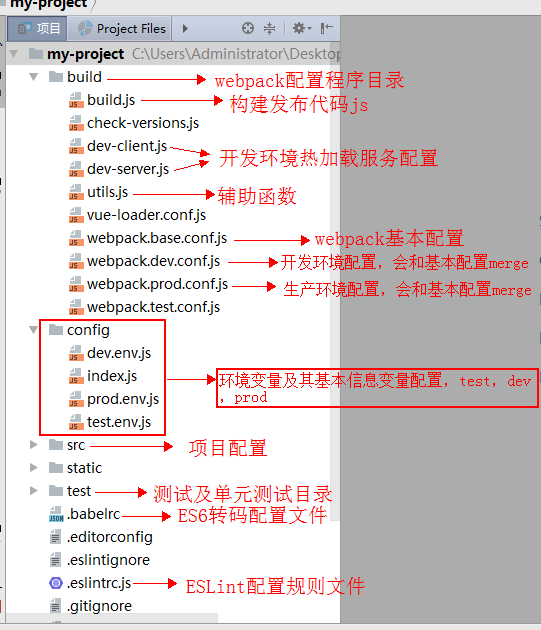 my-project
项目 Project Files
my-project C:\Users\Administrator\Desktop
build webpack配置程序目录
build.js 构建发布代码js
check-versions.js
dev-client.js
开发环境热加载服务配置
dev-server.js
utils.js 辅助函数
vue-loader.conf.js
webpack.base.conf.js webpack基本配置
webpack.dev.conf.js 开发环境配置，会和基本配置merge
webpack.prod.conf.js 生产环境配置，会和基本配置merge
webpack.test.conf.js
config
dev.env.js
index.js 环境变量及其基本信息变量配置，test，dev
，prod
prod.env.js
test.env.js
src 项目配置
static
test 测试及单元测试目录
.babelrc ES6转码配置文件
.editorconfig
.eslintignore
.eslintrc.js ESLint配置规则文件
.gitignore